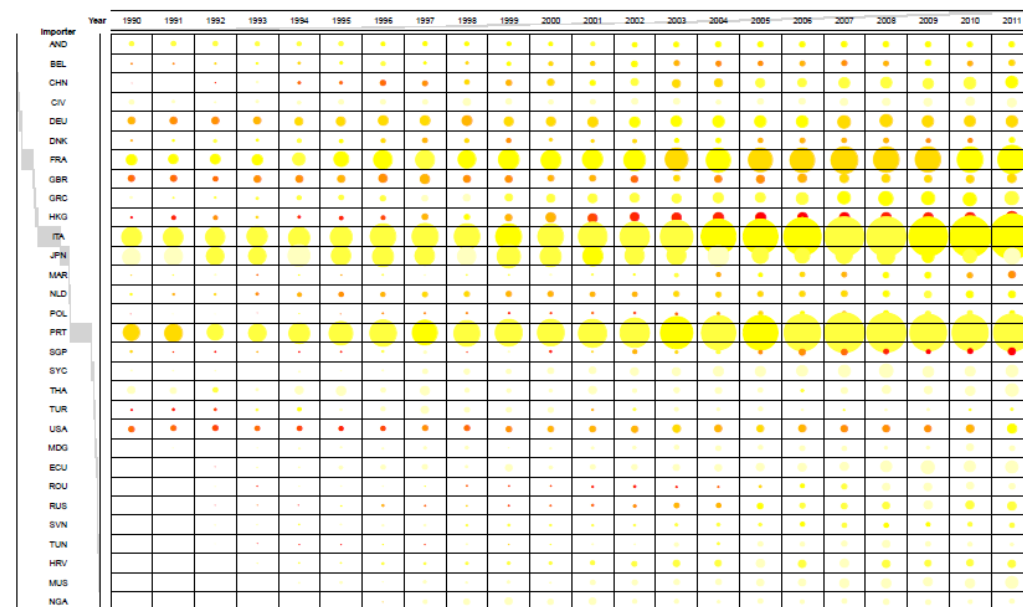 Year 1990 1991 1992 1993 1994 1995 1996 1997 1998 1999 2000 2001 2002 2003 2004 2005 2006 2007 2008 2009 2010 2011
Importer
AND
BEL
CHN
CIV
DEU
DNK
FRA
GBR
GRC
HKG
ITA
JPN
MAR
NLD
POL
PRT
SGP
SYC
THA
TUR
USA
MDG
ECU
ROU
RUS
SVN
TUN
HRV
MUS
NGA